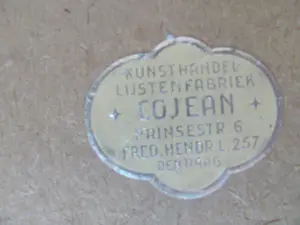 KUNSTHANDEL
LIJSTENFABRIEK
COJEAN
PRINSESTR. 6
FRED. HENDR. L. 257
DEN HAAG